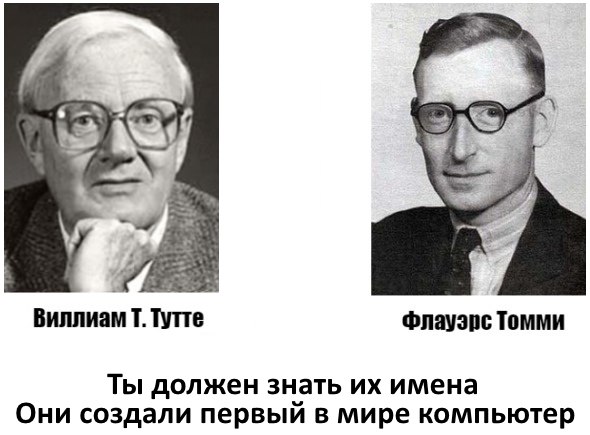 Виллиам Т. Тутте
Флауэрс Томми
Ты должен знать их имена
Они создали первый в мире компьютер